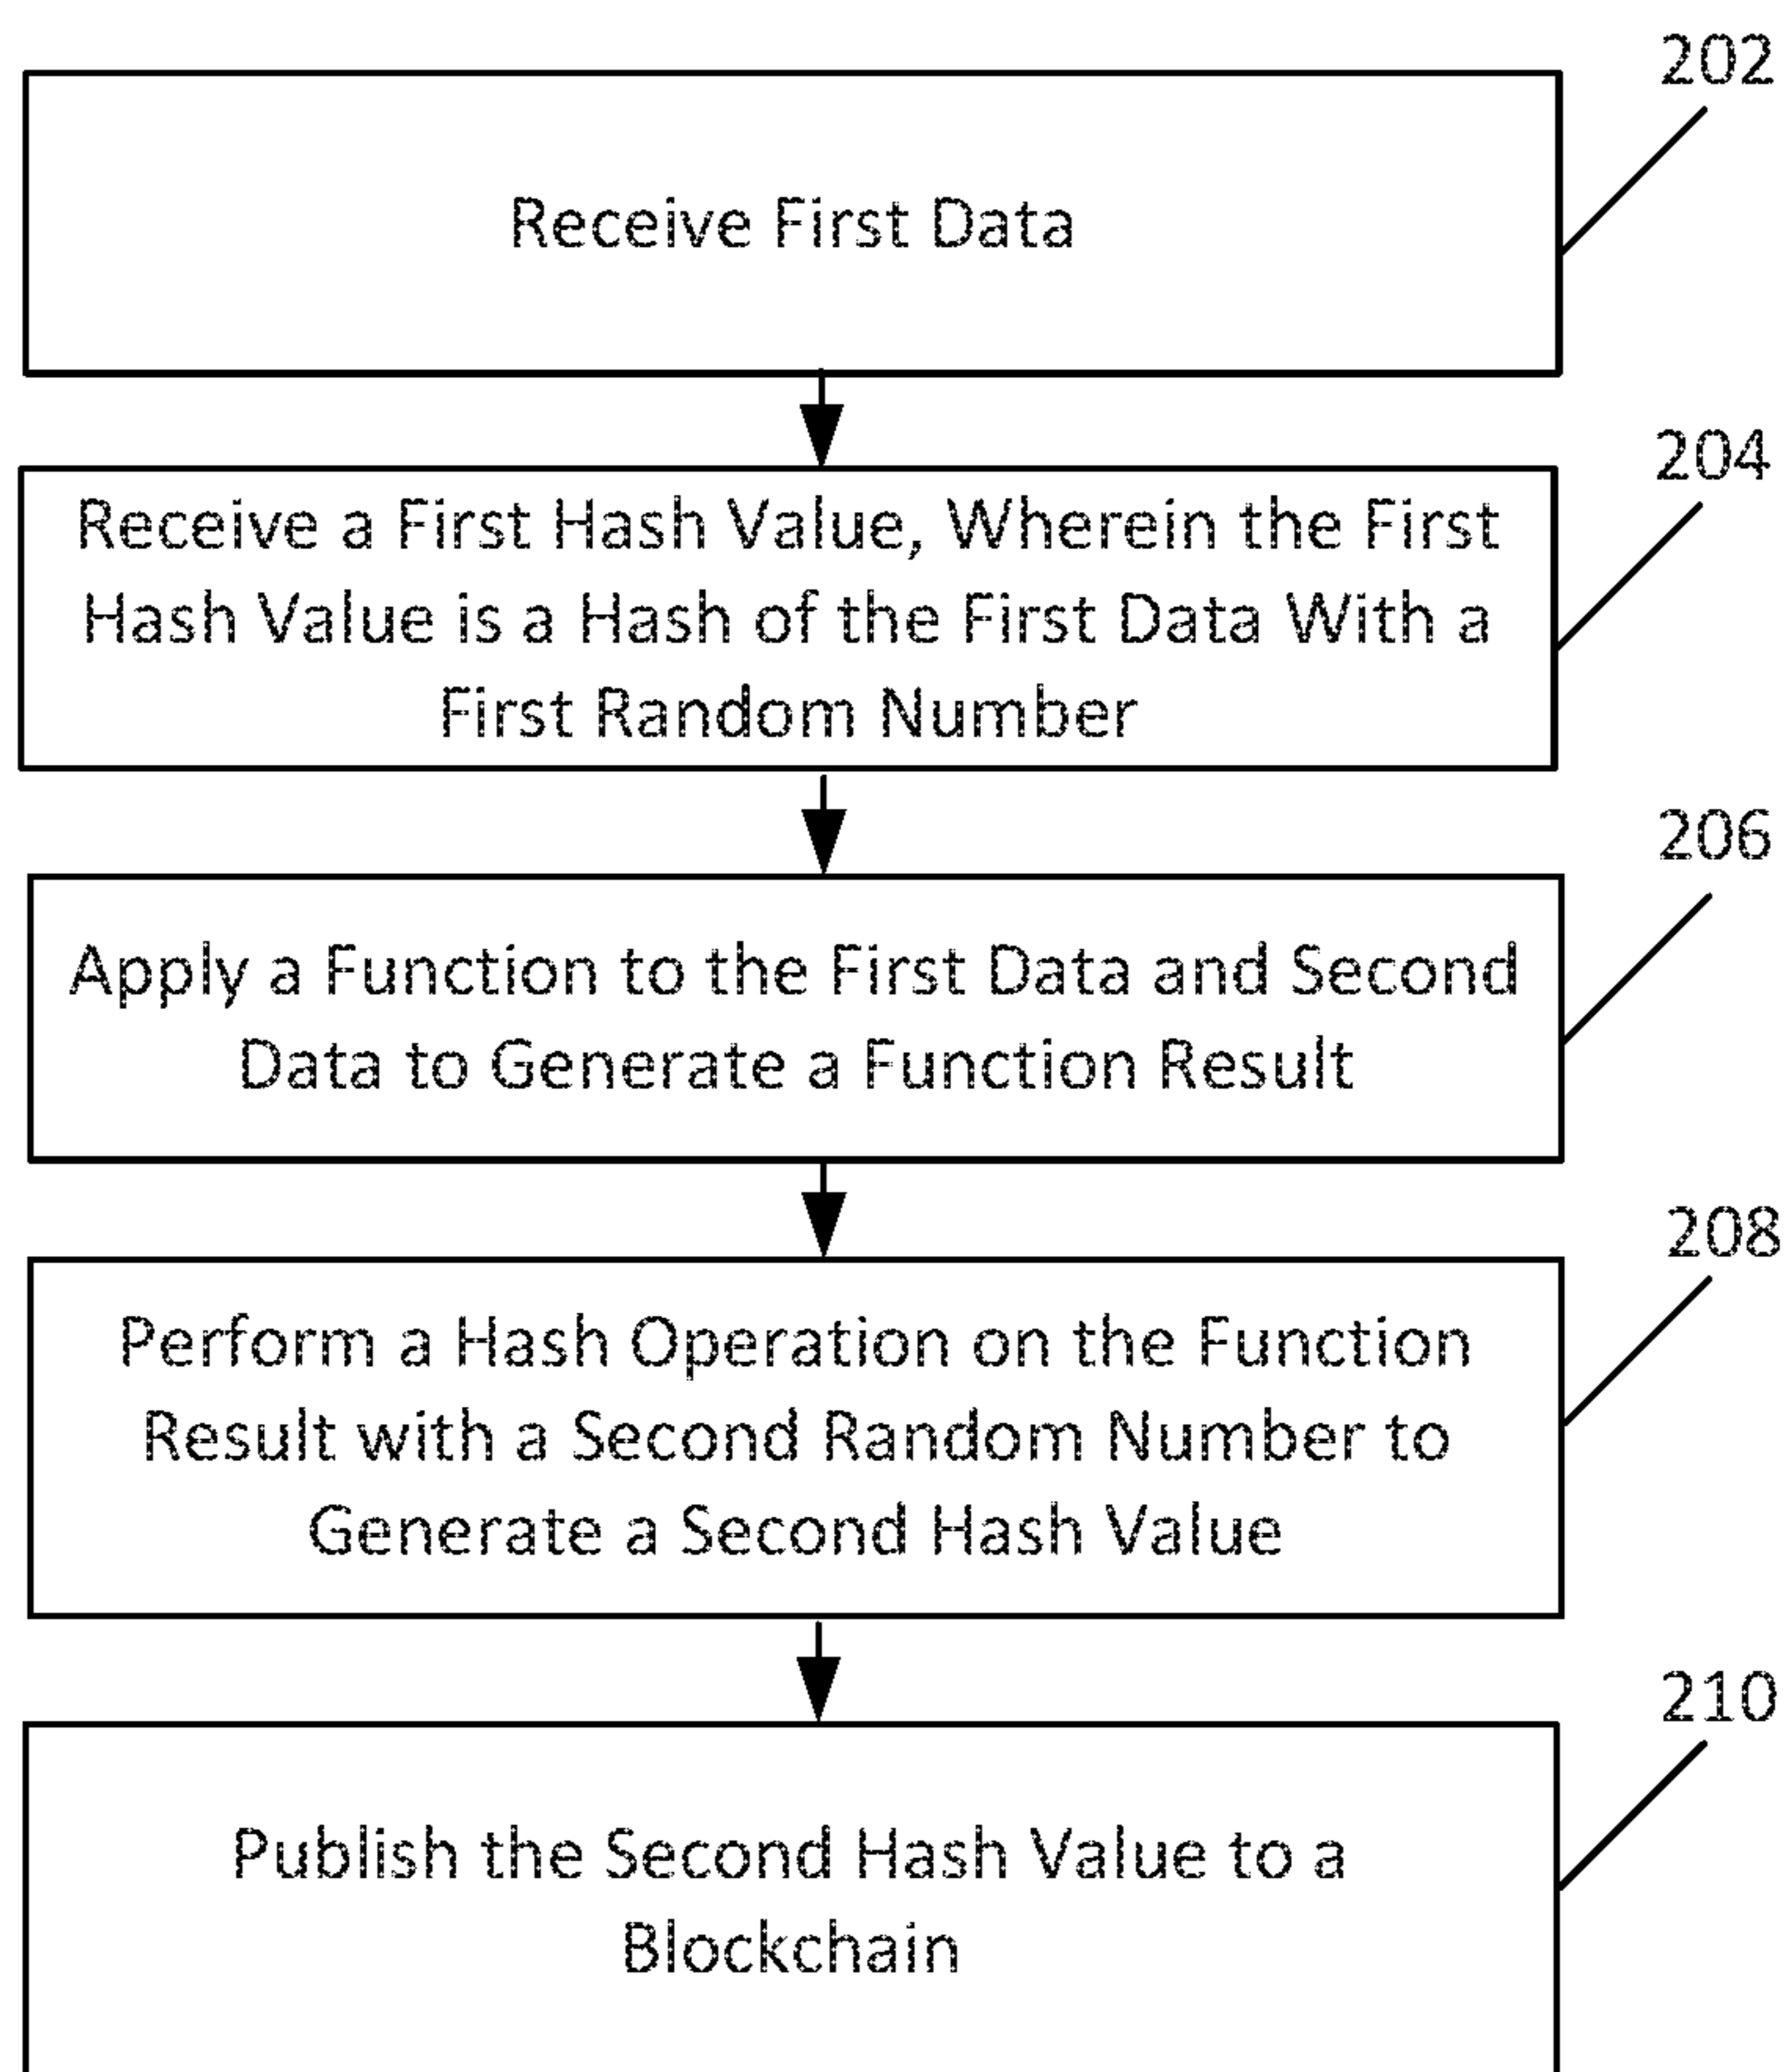 202
Receive First Data
204
Receive a First Hash Value, Wherein the First
Hash Value is a Hash of the First Data With a
First Random Number
206
Apply a Function to the First Data and Second
Data to Generate a Function Result
208
Perform a Hash Operation on the Function
Result with a Second Random Number to
Generate a Second Hash Value
210
Publish the Second Hash Value to a
Blockchain